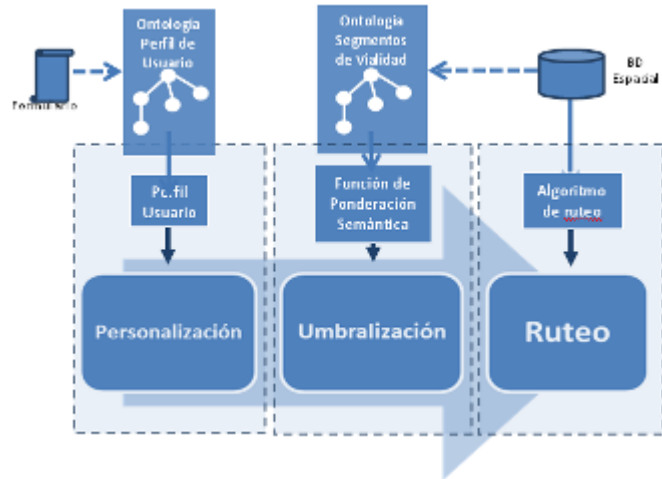 Ontología
Perfil de
Usuario
Ontología
Segmentos
de Vialidad
BD
Espacial
Formulario
Perfil
Usuario
Función de
Ponderación
Semántica
Algoritmo
de ruteo
Personalización
Umbralización
Ruteo